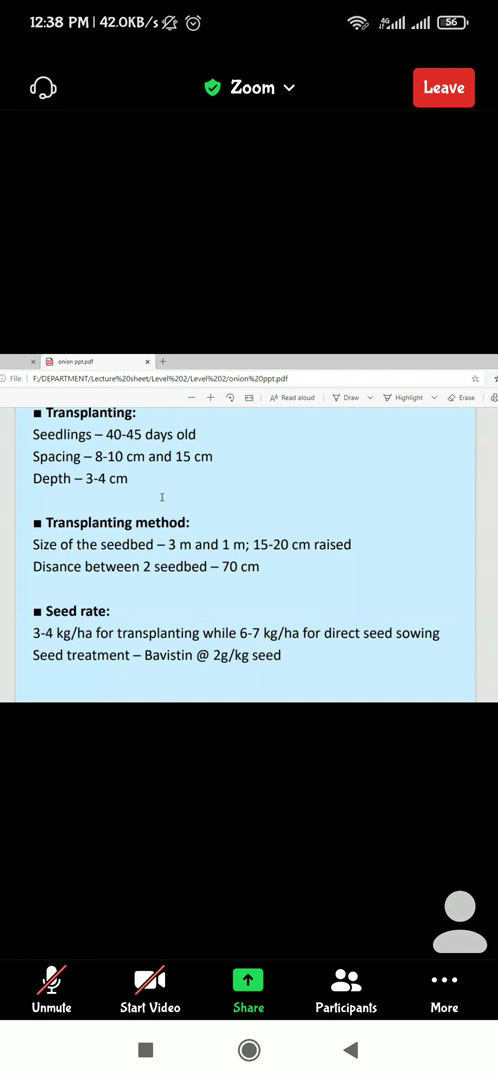 12:38 PM | 42.0KB/s
4G
56
Zoom
Leave
onion ppt.pdf
File | F:/DEPARTMENT/Lecture%20sheet/Level%202/Level%202/onion%20ppt.pdf
Read aloud | Draw Highlight Erase
■ Transplanting:
Seedlings – 40-45 days old
Spacing – 8-10 cm and 15 cm
Depth – 3-4 cm
■ Transplanting method:
Size of the seedbed – 3 m and 1 m; 15-20 cm raised
Disance between 2 seedbed – 70 cm
■ Seed rate:
3-4 kg/ha for transplanting while 6-7 kg/ha for direct seed sowing
Seed treatment – Bavistin @ 2g/kg seed
Unmute Start Video Share Participants More